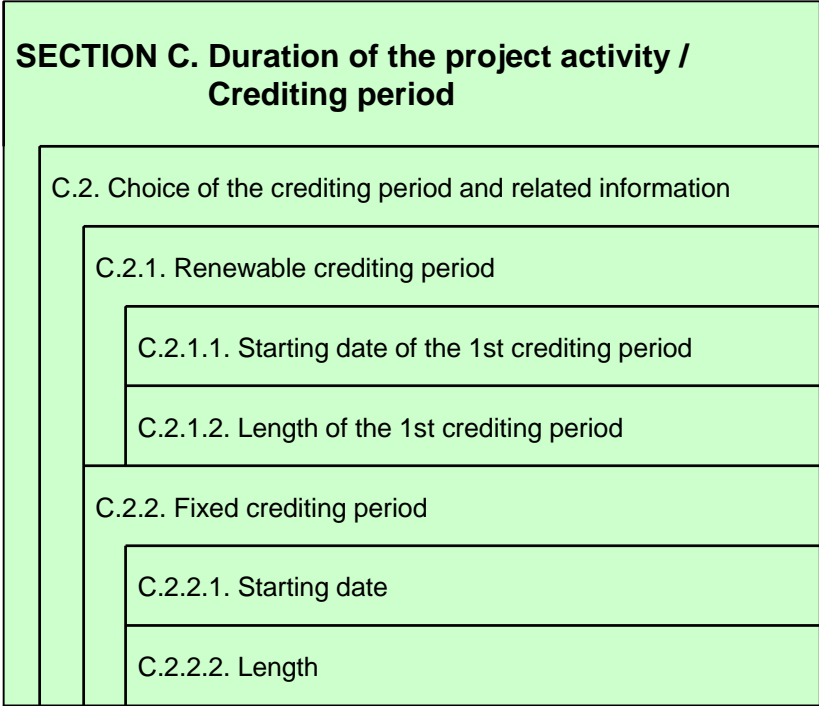 SECTION C. Duration of the project activity /
Crediting period
C.2. Choice of the crediting period and related information
C.2.1. Renewable crediting period
C.2.1.1. Starting date of the 1st crediting period
C.2.1.2. Length of the 1st crediting period
C.2.2. Fixed crediting period
C.2.2.1. Starting date
C.2.2.2. Length